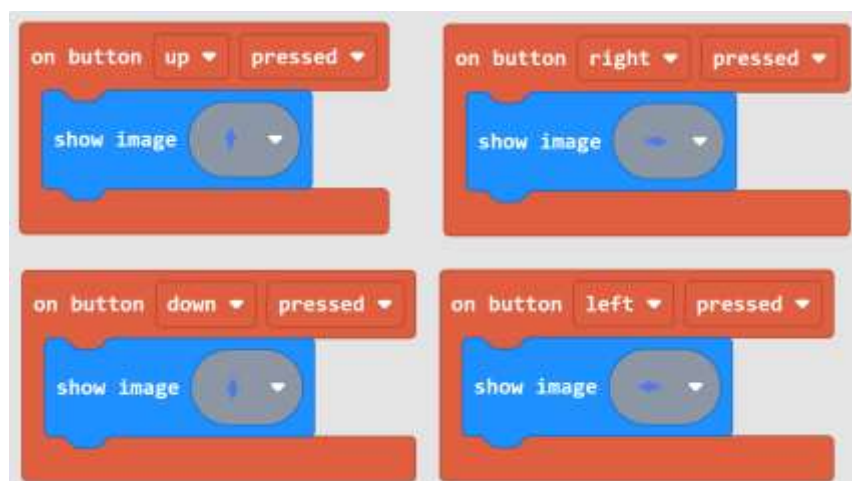 on button up pressed
show image
on button right pressed
show image
on button down pressed
show image
on button left pressed
show image